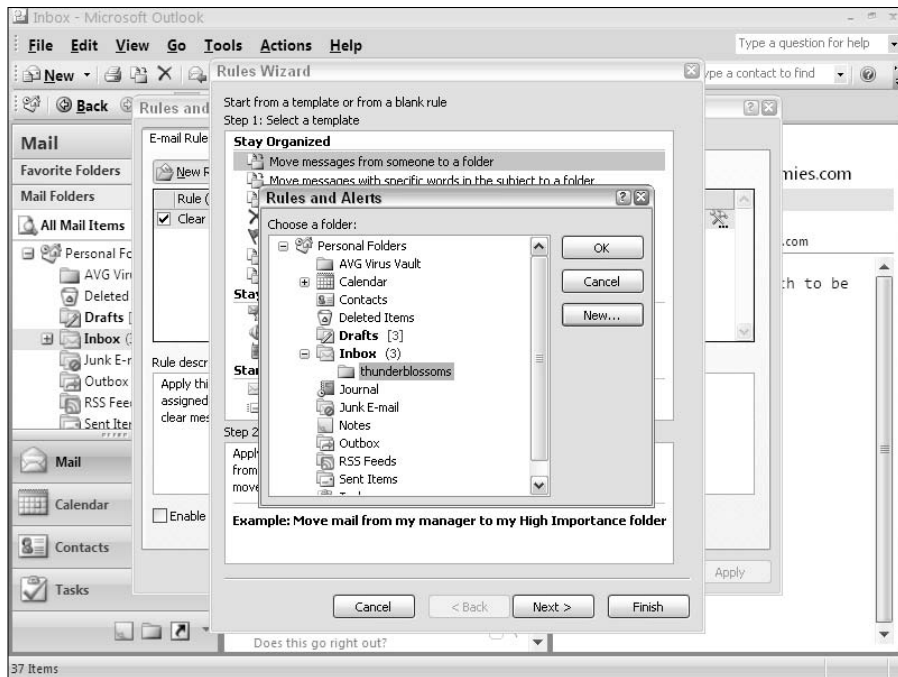 Inbox - Microsoft Outlook
File Edit View Go Tools Actions Help
Type a question for help
New
Type a contact to find
Back
Rules and
Rules Wizard
Start from a template or from a blank rule
Step 1: Select a template
Stay Organized
Move messages from someone to a folder
Move messages with specific words in the subject to a folder
Rules and Alerts
Choose a folder:
Personal Folders
AVG Virus Vault
Calendar
Contacts
Deleted Items
Drafts [3]
Inbox (3)
thunderblossoms
Journal
Junk E-mail
Notes
Outbox
RSS Feeds
Sent Items
OK
Cancel
New...
Step 2
Appl
from
move
Example: Move mail from my manager to my High Importance folder
Cancel
< Back
Next >
Finish
E-mail Rule
New R
Rule (
Clear
Rule descr
Apply thi
assigned
clear mes
Enable
Apply
Mail
Favorite Folders
Mail Folders
All Mail Items
Personal Fo
AVG Viru
Deleted
Drafts [
Inbox (
Junk E-r
Outbox
RSS Fee
Sent Iter
Mail
Calendar
Contacts
Tasks
mies.com
.com
:h to be
Does this go right out?
37 Items